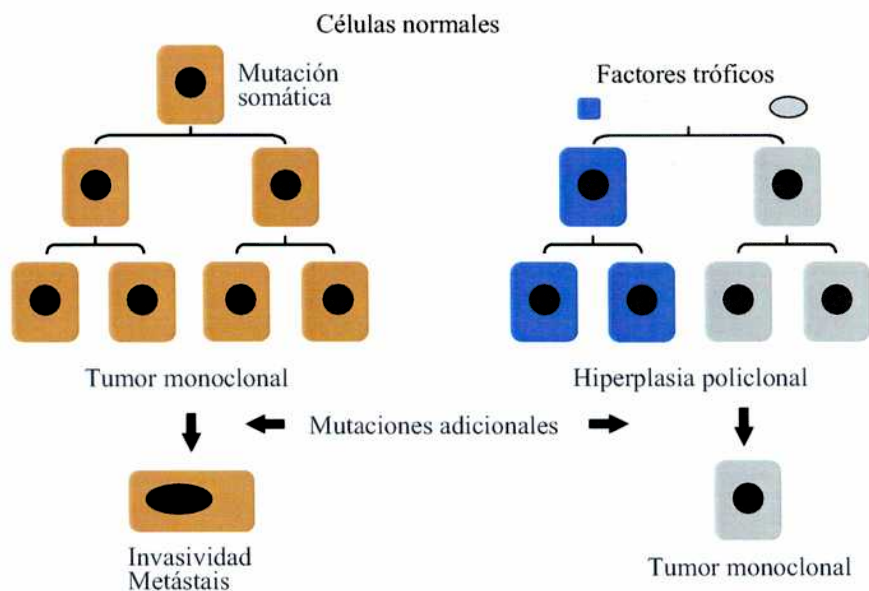 Células normales
Mutación
somática
Factores tróficos
Tumor monoclonal
Hiperplasia policlonal
Mutaciones adicionales
Invasividad
Metástais
Tumor monoclonal